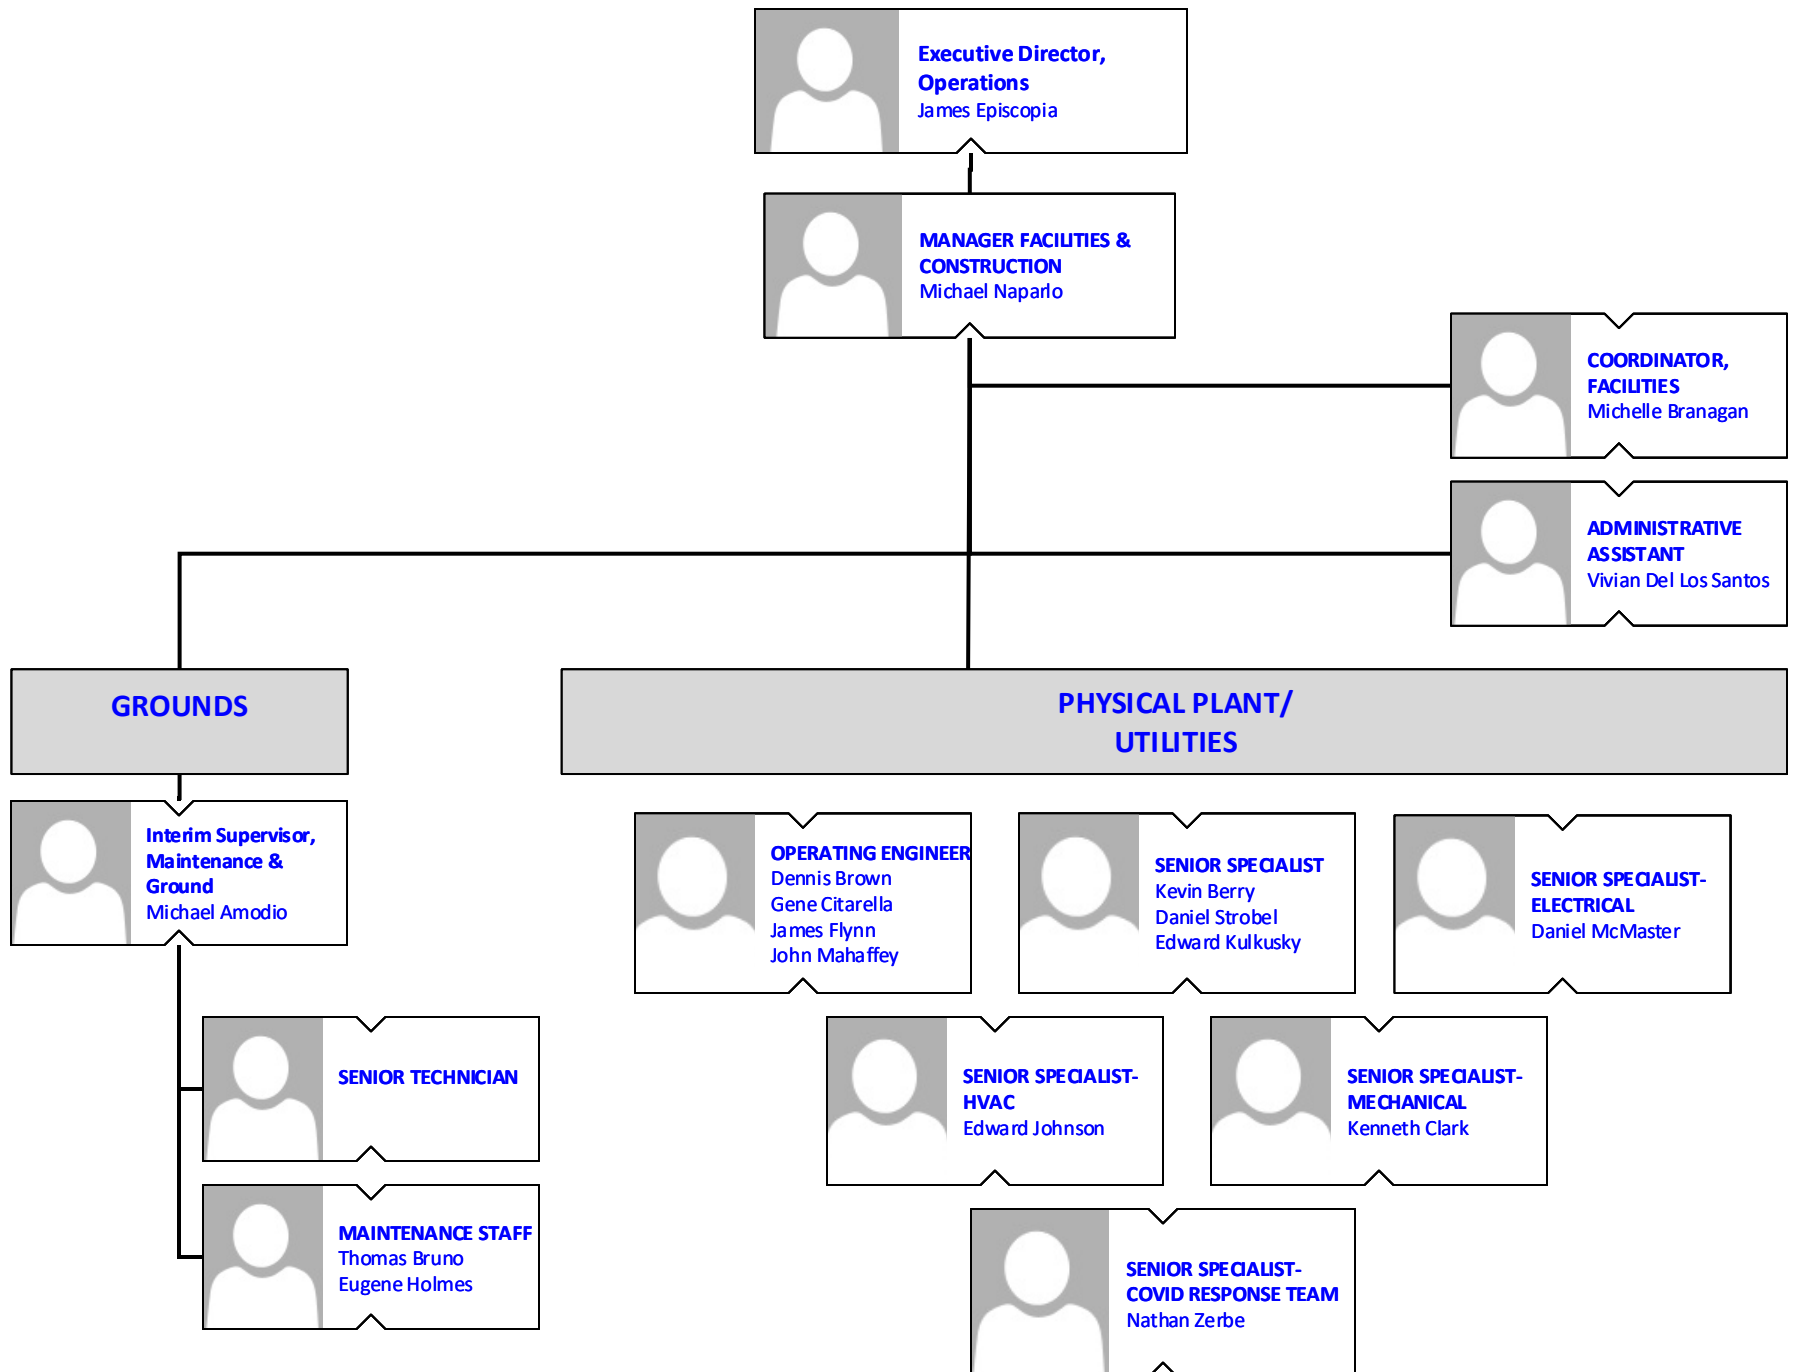 Executive Director,
Operations
James Episcopia
MANAGER FACILITIES &
CONSTRUCTION
Michael Naparlo
COORDINATOR,
FACILITIES
Michelle Branagan
ADMINISTRATIVE
ASSISTANT
Vivian Del Los Santos
GROUNDS
PHYSICAL PLANT/
UTILITIES
Interim Supervisor,
Maintenance &
Ground
Michael Amodio
SENIOR TECHNICIAN
MAINTENANCE STAFF
Thomas Bruno
Eugene Holmes
OPERATING ENGINEER
Dennis Brown
Gene Citarella
James Flynn
John Mahaffey
SENIOR SPECIALIST
Kevin Berry
Daniel Strobel
Edward Kulkusky
SENIOR SPECIALIST-
ELECTRICAL
Daniel McMaster
SENIOR SPECIALIST-
HVAC
Edward Johnson
SENIOR SPECIALIST-
MECHANICAL
Kenneth Clark
SENIOR SPECIALIST-
COVID RESPONSE TEAM
Nathan Zerbe